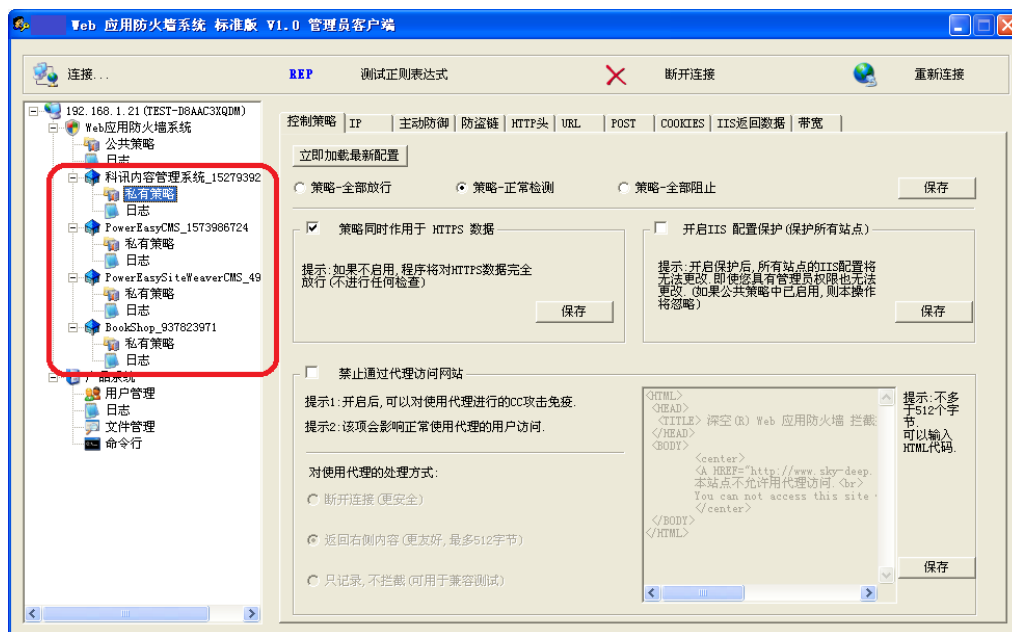 Web 应用防火墙系统 标准版 V1.0 管理员客户端
连接...
REP 测试正则表达式
断开连接
重新连接
192.168.1.21(TEST-D8AAC3XQDM)
Web应用防火墙系统
公共策略
日志
科讯内容管理系统_15279392
私有策略
日志
PowerEasyCMS_1573986724
私有策略
日志
PowerEasySiteWeaverCMS_49
私有策略
日志
BookShop_937823971
私有策略
日志
产品系统
用户管理
日志
文件管理
命令行
控制策略 IP 主动防御 防盗链 HTTP头 URL POST COOKIES IIS返回数据 带宽
立即加载最新配置
策略-全部放行 策略-正常检测 策略-全部阻止 保存
策略同时作用于 HTTPS 数据
提示:如果不启用,程序将对HTTPS数据完全
放行(不进行任何检查)
保存
开启IIS 配置保护(保护所有站点)
提示:开启保护后,所有站点的IIS配置将
无法更改.即使您具有管理员权限也无法
更改. (如果公共策略中已启用,则本操作
将忽略)
保存
禁止通过代理访问网站
提示1:开启后,可以对使用代理进行的CC攻击免疫.
提示2:该项会影响正常使用代理的用户访问.
对使用代理的处理方式:
断开连接(更安全)
返回右侧内容(更友好,最多512字节)
只记录,不拦截(可用于兼容测试)
<HTML>
<HEAD>
<TITLE> 深空(R) Web 应用防火墙 拦截
</HEAD>
<BODY>
<center>
<A HREF="http://www.sky-deep.
本站点不允许用代理访问.<br>
You can not access this site
</center>
</BODY>
</HTML>
提示:不多
于512个字
节.
可以输入
HTML代码.
保存